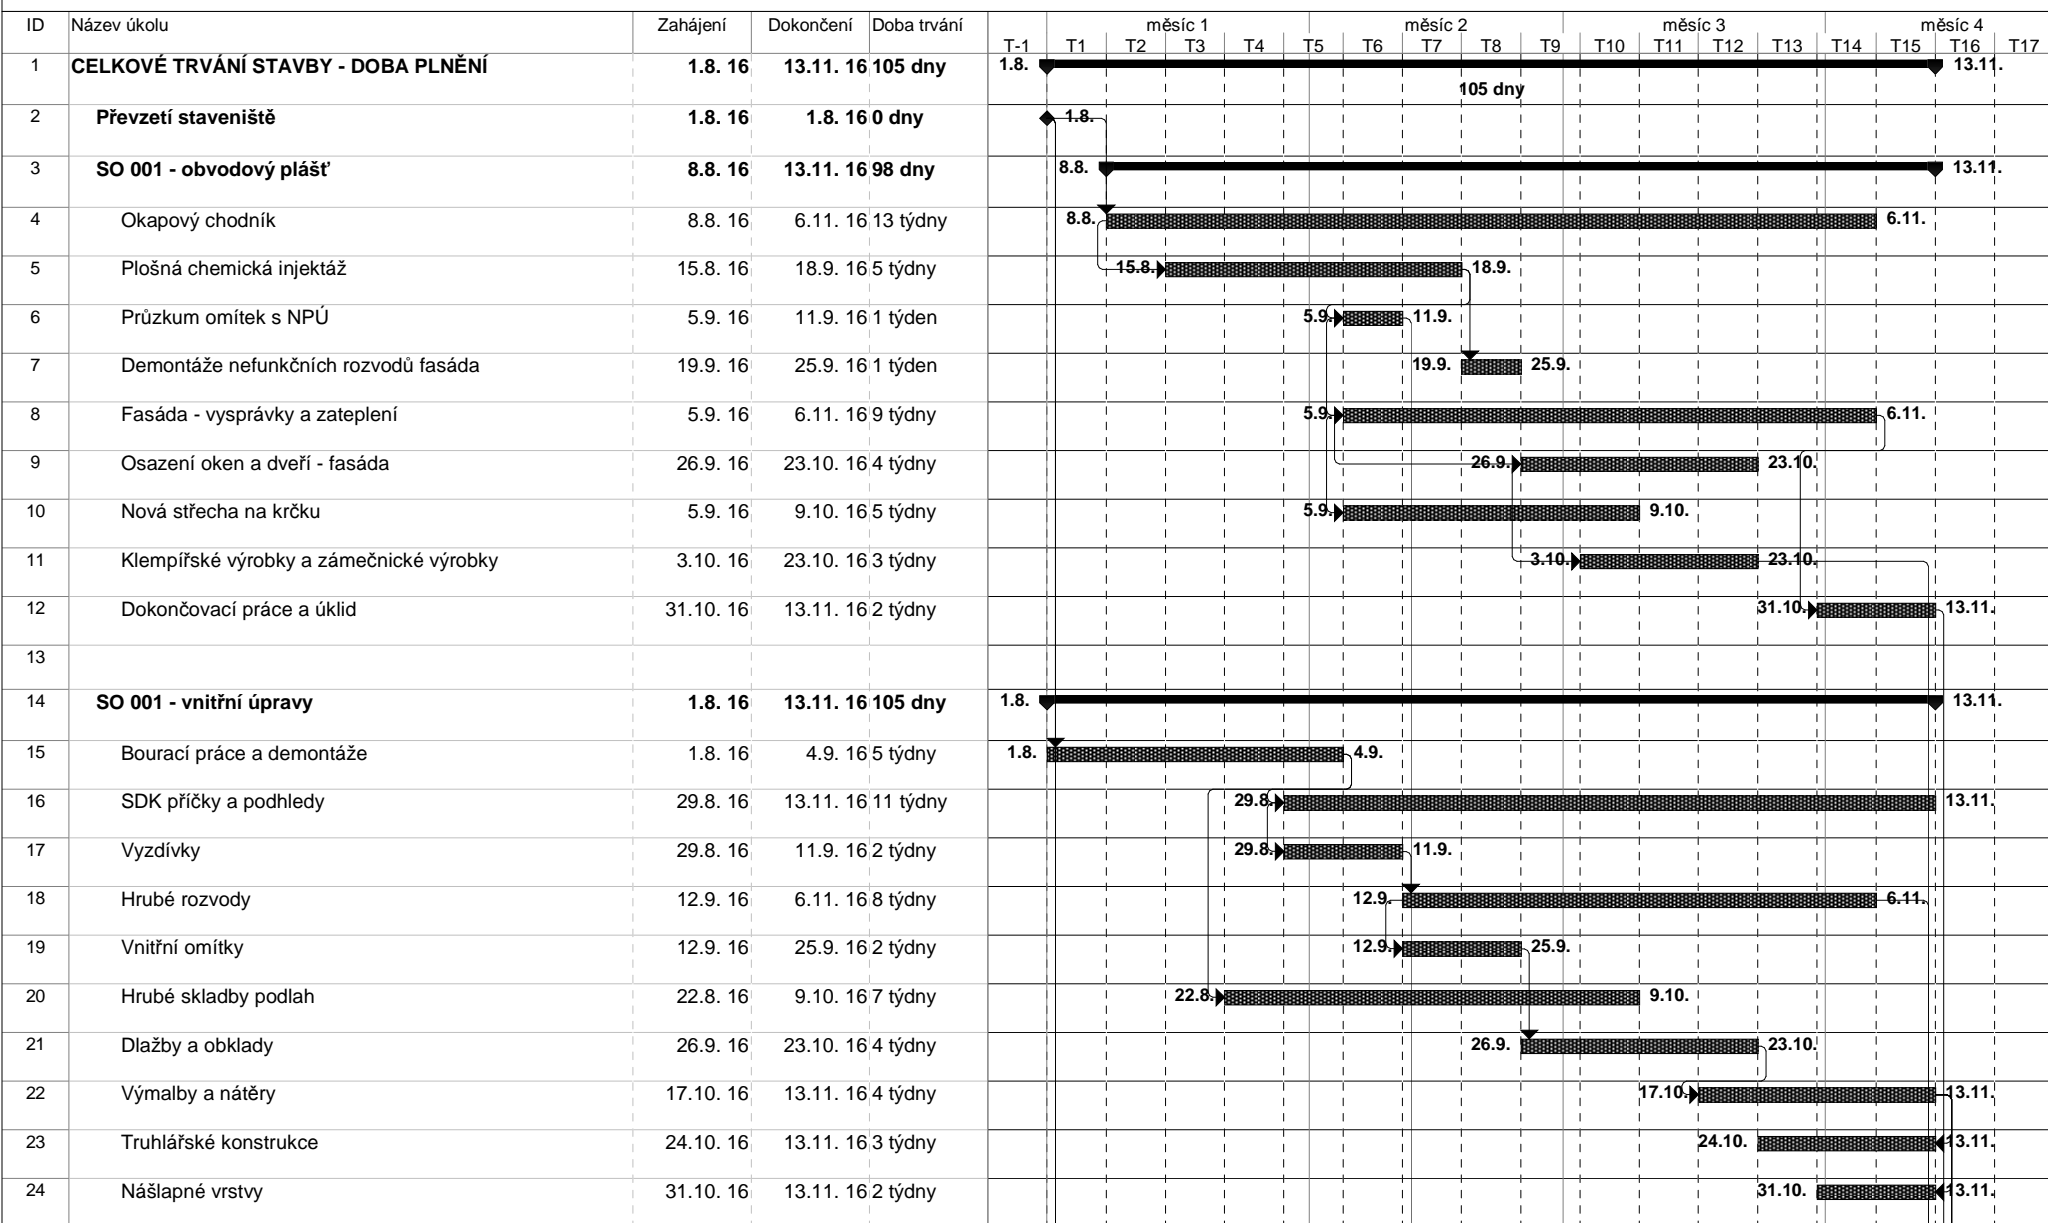 ID Název úkolu Zahájení Dokončení Doba trvání měsíc 1 měsíc 2 měsíc 3 měsíc 4
T-1 T1 T2 T3 T4 T5 T6 T7 T8 T9 T10 T11 T12 T13 T14 T15 T16 T17
1 CELKOVÉ TRVÁNÍ STAVBY - DOBA PLNĚNÍ 1.8. 16 13.11. 16 105 dny 1.8. 13.11.
105 dny
2 Převzetí staveniště 1.8. 16 1.8. 16 0 dny 1.8.
3 SO 001 - obvodový plášť 8.8. 16 13.11. 16 98 dny 8.8. 13.11.
4 Okapový chodník 8.8. 16 6.11. 16 13 týdny 8.8. 6.11.
5 Plošná chemická injektáž 15.8. 16 18.9. 16 5 týdny 15.8. 18.9.
6 Průzkum omítek s NPÚ 5.9. 16 11.9. 16 1 týden 5.9. 11.9.
7 Demontáže nefunkčních rozvodů fasáda 19.9. 16 25.9. 16 1 týden 19.9. 25.9.
8 Fasáda - vysprávky a zateplení 5.9. 16 6.11. 16 9 týdny 5.9. 6.11.
9 Osazení oken a dveří - fasáda 26.9. 16 23.10. 16 4 týdny 26.9. 23.10.
10 Nová střecha na krčku 5.9. 16 9.10. 16 5 týdny 5.9. 9.10.
11 Klempířské výrobky a zámečnické výrobky 3.10. 16 23.10. 16 3 týdny 3.10. 23.10.
12 Dokončovací práce a úklid 31.10. 16 13.11. 16 2 týdny 31.10. 13.11.
13
14 SO 001 - vnitřní úpravy 1.8. 16 13.11. 16 105 dny 1.8. 13.11.
15 Bourací práce a demontáže 1.8. 16 4.9. 16 5 týdny 1.8. 4.9.
16 SDK příčky a podhledy 29.8. 16 13.11. 16 11 týdny 29.8. 13.11.
17 Vyzdívky 29.8. 16 11.9. 16 2 týdny 29.8. 11.9.
18 Hrubé rozvody 12.9. 16 6.11. 16 8 týdny 12.9. 6.11.
19 Vnitřní omítky 12.9. 16 25.9. 16 2 týdny 12.9. 25.9.
20 Hrubé skladby podlah 22.8. 16 9.10. 16 7 týdny 22.8. 9.10.
21 Dlažby a obklady 26.9. 16 23.10. 16 4 týdny 26.9. 23.10.
22 Výmalby a nátěry 17.10. 16 13.11. 16 4 týdny 17.10. 13.11.
23 Truhlářské konstrukce 24.10. 16 13.11. 16 3 týdny 24.10. 13.11.
24 Nášlapné vrstvy 31.10. 16 13.11. 16 2 týdny 31.10. 13.11.